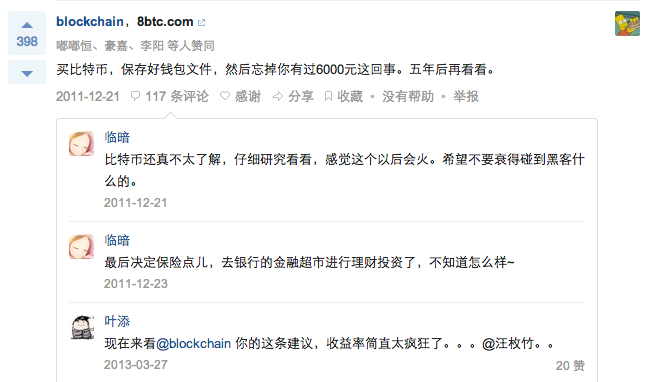 blockchain，8btc.com
398
嘟嘟恒、豪嘉、李阳 等人赞同
买比特币，保存好钱包文件，然后忘掉你有过6000元这回事。五年后再看看。
2011-12-21 117 条评论 感谢 分享 收藏 • 没有帮助 • 举报
临暗
比特币还真不太了解，仔细研究看看，感觉这个以后会火。希望不要衰得碰到黑客什
么的。
2011-12-21
临暗
最后决定保险点儿，去银行的金融超市进行理财投资了，不知道怎么样~
2011-12-23
叶添
现在来看@blockchain 你的这条建议，收益率简直太疯狂了。。。@汪枚竹。。
2013-03-27 20 赞